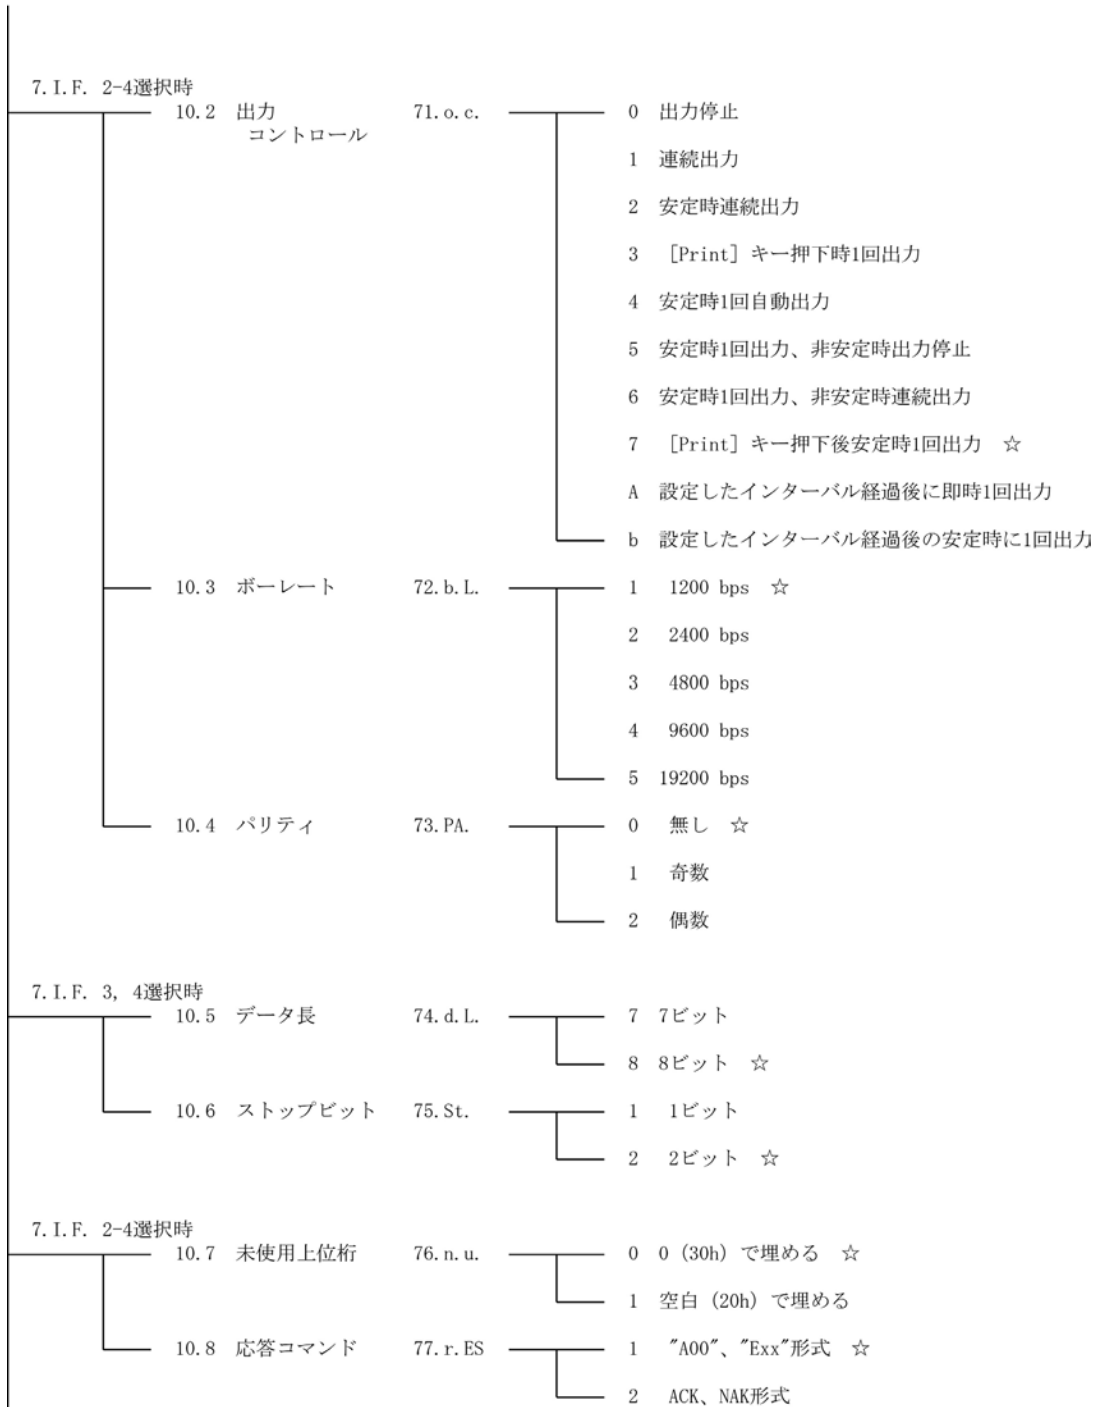 7.I.F. 2-4選択時
10.2 出力 71.o.c. 0 出力停止
コントロール
1 連続出力
2 安定時連続出力
3 [Print] キー押下時1回出力
4 安定時1回自動出力
5 安定時1回出力、非安定時出力停止
6 安定時1回出力、非安定時連続出力
7 [Print] キー押下後安定時1回出力 ☆
A 設定したインターバル経過後に即時1回出力
b 設定したインターバル経過後の安定時に1回出力
10.3 ボーレート 72.b.L. 1 1200 bps ☆
2 2400 bps
3 4800 bps
4 9600 bps
5 19200 bps
10.4 パリティ 73.PA. 0 無し ☆
1 奇数
2 偶数
7.I.F. 3, 4選択時
10.5 データ長 74.d.L. 7 7ビット
8 8ビット ☆
10.6 ストップビット 75.St. 1 1ビット
2 2ビット ☆
7.I.F. 2-4選択時
10.7 未使用上位桁 76.n.u. 0 0 (30h) で埋める ☆
1 空白 (20h) で埋める
10.8 応答コマンド 77.r.ES 1 "A00"、"Exx"形式 ☆
2 ACK、NAK形式